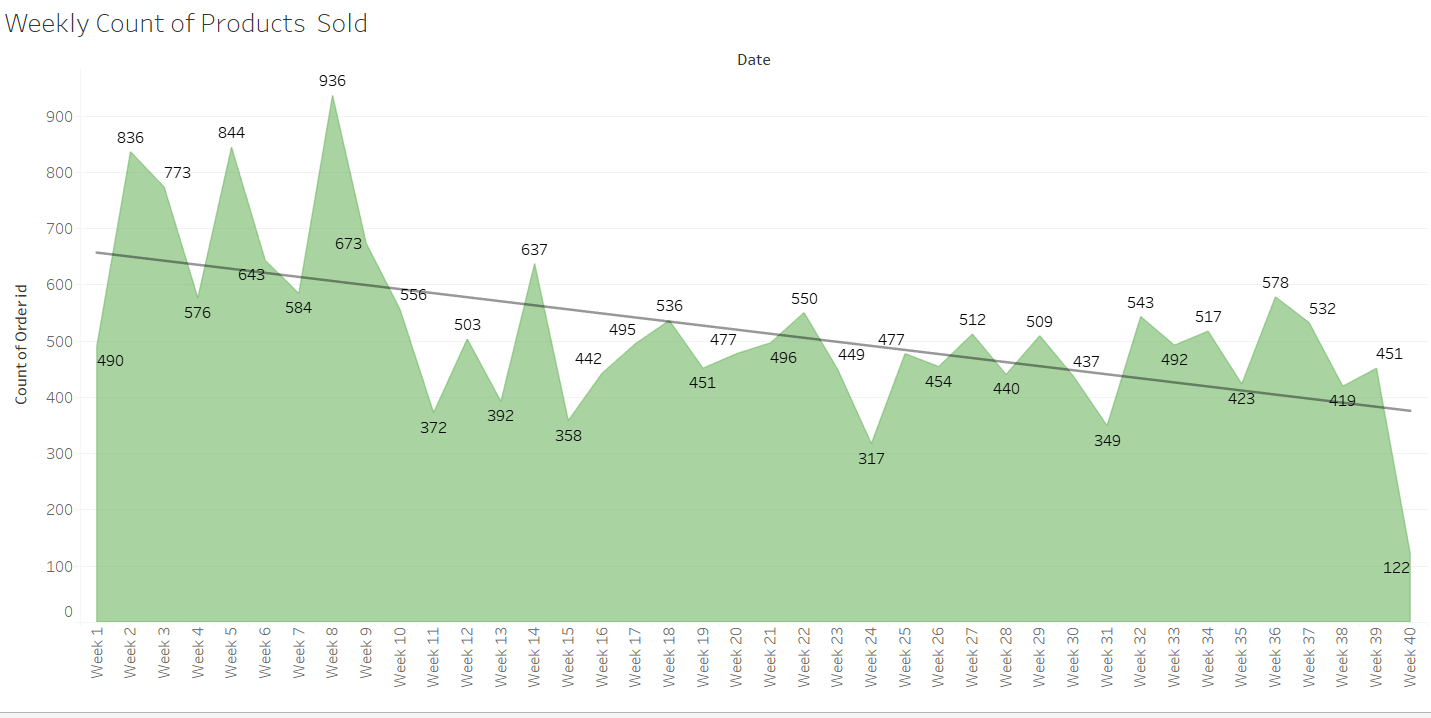 Weekly Count of Products  Sold
Date
Count of Order id
900
800
700
600
500
400
300
200
100
0
490
836
773
576
844
643
584
936
673
556
372
503
392
637
358
442
495
536
451
477
496
550
449
317
477
454
512
440
509
437
349
543
492
517
423
578
532
419
451
122
Week 1
Week 2
Week 3
Week 4
Week 5
Week 6
Week 7
Week 8
Week 9
Week 10
Week 11
Week 12
Week 13
Week 14
Week 15
Week 16
Week 17
Week 18
Week 19
Week 20
Week 21
Week 22
Week 23
Week 24
Week 25
Week 26
Week 27
Week 28
Week 29
Week 30
Week 31
Week 32
Week 33
Week 34
Week 35
Week 36
Week 37
Week 38
Week 39
Week 40